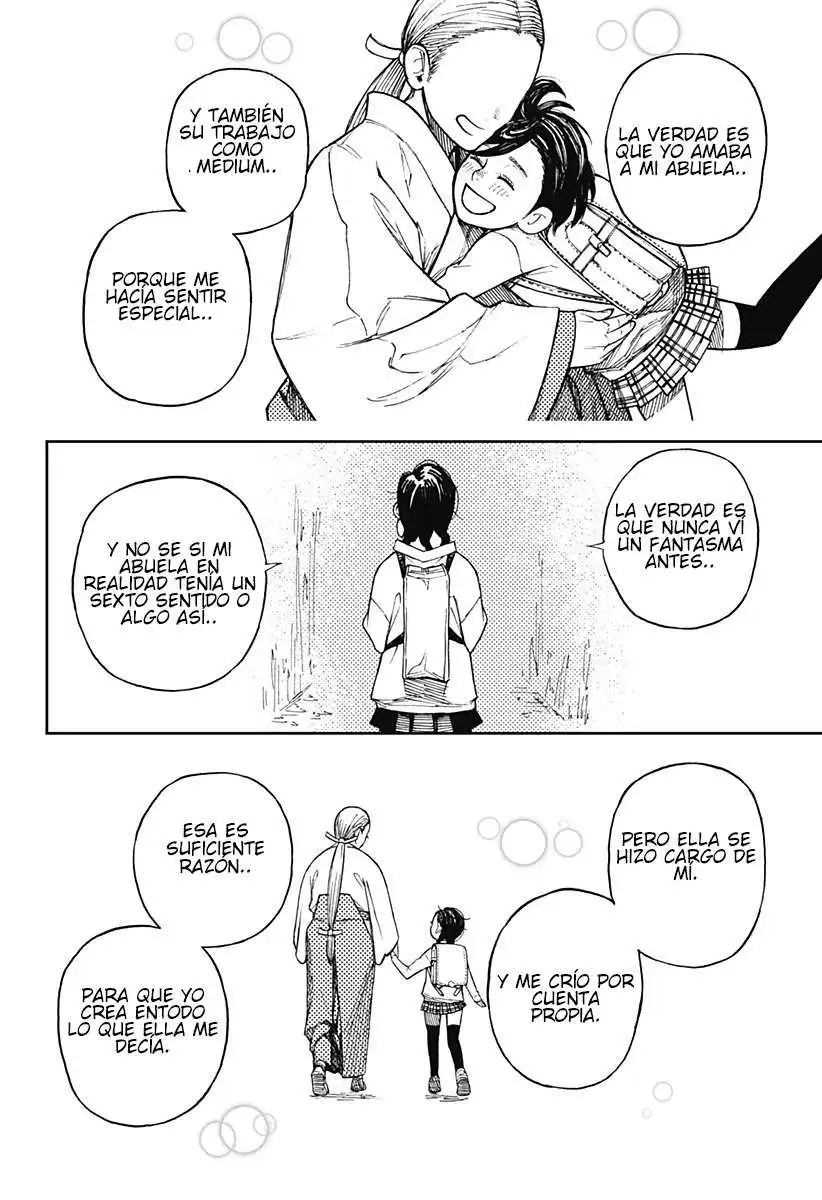 LA VERDAD ES
QUE YO AMABA
A MI ABUELA..
Y TAMBIÉN
SU TRABAJO
COMO
MEDIUM..
PORQUE ME
HACÍA SENTIR
ESPECIAL..
LA VERDAD ES
QUE NUNCA VÍ
UN FANTASMA
ANTES..
Y NO SE SI MI
ABUELA EN
REALIDAD TENÍA UN
SEXTO SENTIDO O
ALGO ASÍ..
PERO ELLA SE
HIZO CARGO DE
MÍ.
Y ME CRÍO POR
CUENTA
PROPIA.
ESA ES
SUFICIENTE
RAZÓN..
PARA QUE YO
CREA ENTODO
LO QUE ELLA ME
DECÍA.